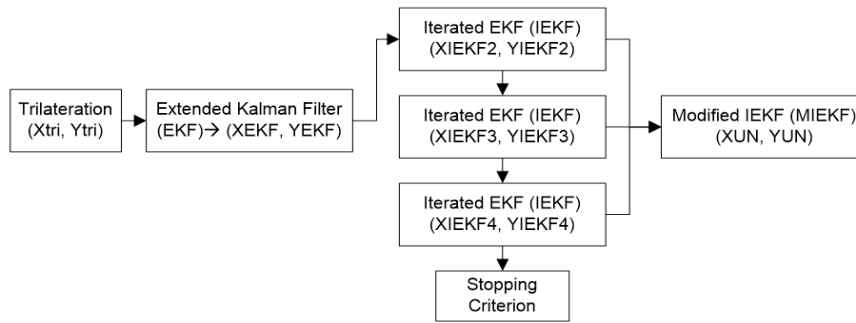 Trilateration
(Xtri, Ytri)
Extended Kalman Filter
(EKF)→ (XEKF, YEKF)
Iterated EKF (IEKF)
(XIEKF2, YIEKF2)
Iterated EKF (IEKF)
(XIEKF3, YIEKF3)
Iterated EKF (IEKF)
(XIEKF4, YIEKF4)
Stopping
Criterion
Modified IEKF (MIEKF)
(XUN, YUN)